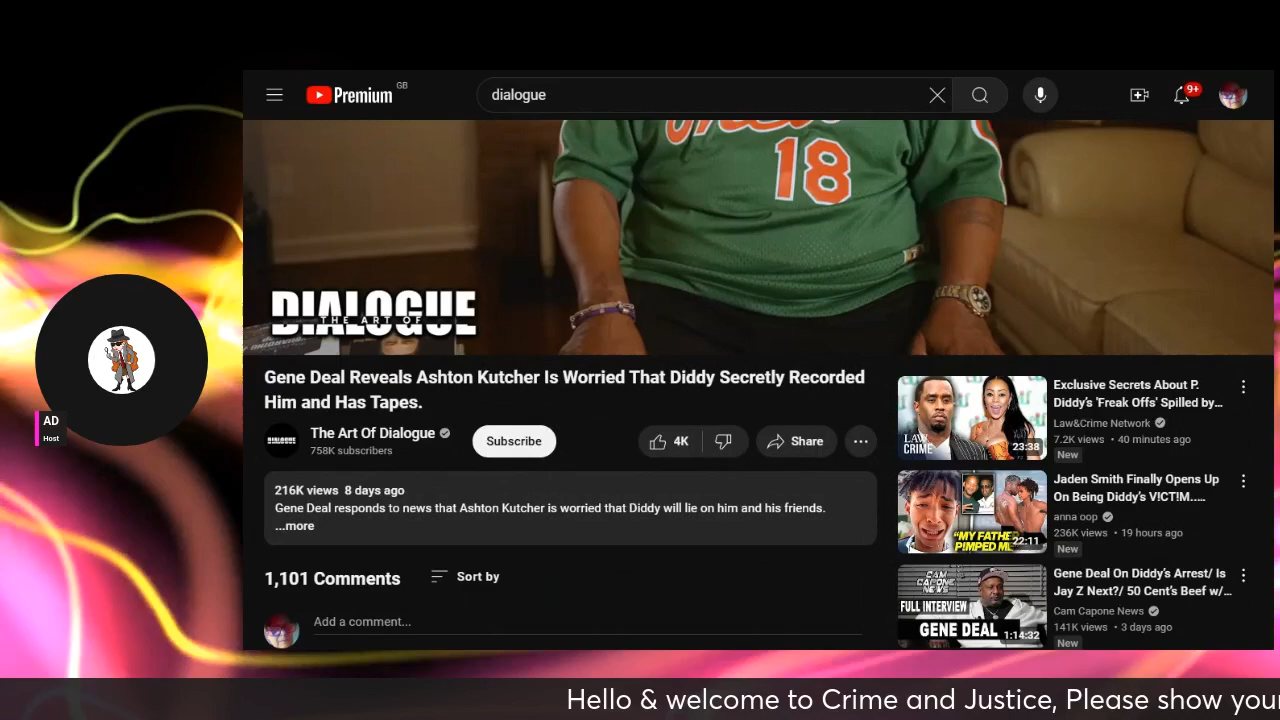 Premium GB
dialogue
9+
18
DIALOGUE
THE ART OF
Gene Deal Reveals Ashton Kutcher Is Worried That Diddy Secretly Recorded
Him and Has Tapes.
The Art Of Dialogue
758K subscribers
Subscribe
4K
Share
216K views 8 days ago
Gene Deal responds to news that Ashton Kutcher is worried that Diddy will lie on him and his friends.
...more
1,101 Comments
Sort by
Add a comment...
LAW
CRIME
23:38
Exclusive Secrets About P.
Diddy's 'Freak Offs' Spilled by...
Law&Crime Network
7.2K views • 40 minutes ago
New
"MY FATHE
PIMPED M
22:11
Jaden Smith Finally Opens Up
On Being Diddy's V!CT!M.....
anna oop
236K views • 19 hours ago
New
CAM
CAPONE
NEWS
FULL INTERVIEW
GENE DEAL
1:14:32
Gene Deal On Diddy's Arrest/ Is
Jay Z Next?/ 50 Cent's Beef w/...
Cam Capone News
141K views • 3 days ago
New
AD
Host
Hello & welcome to Crime and Justice, Please show you